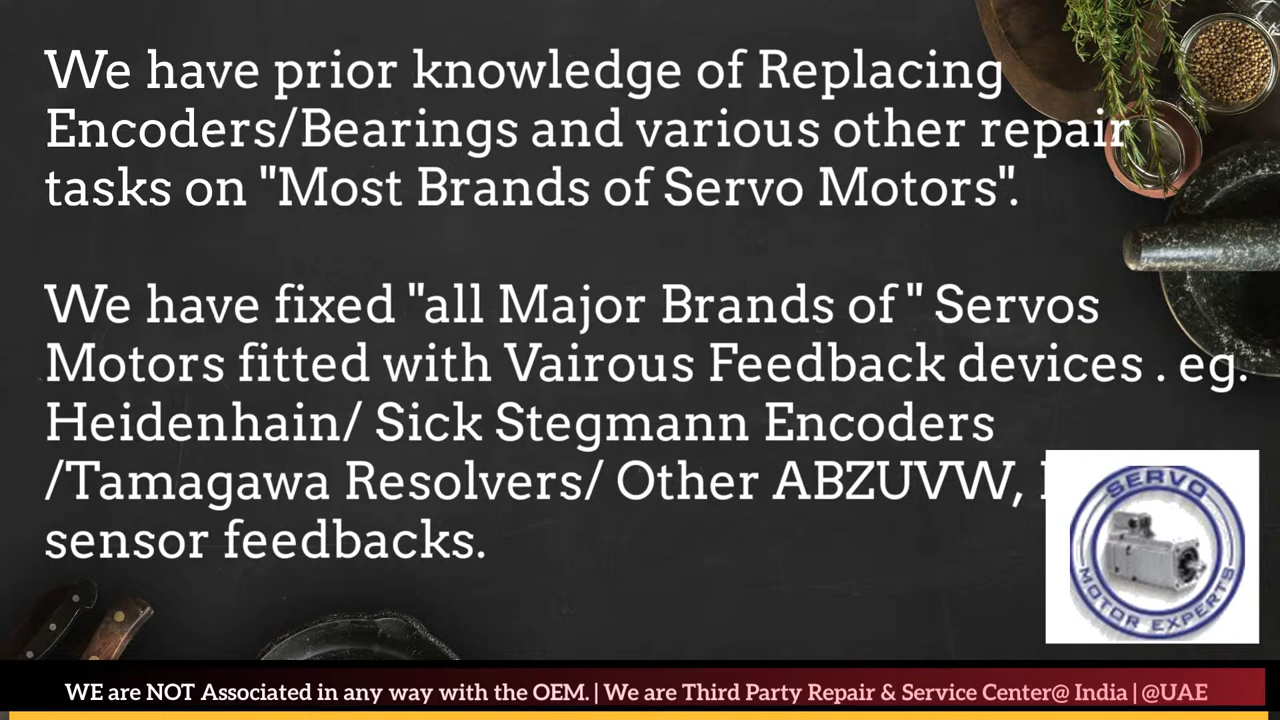 We have prior knowledge of Replacing
Encoders/Bearings and various other repair
tasks on "Most Brands of Servo Motors".
We have fixed "all Major Brands of " Servos
Motors fitted with Vairous Feedback devices . eg.
Heidenhain/ Sick Stegmann Encoders
/Tamagawa Resolvers/ Other ABZUVW,
sensor feedbacks.
SERVO
MOTOR EXPERTS
WE are NOT Associated in any way with the OEM. | We are Third Party Repair & Service Center@ India | @UAE